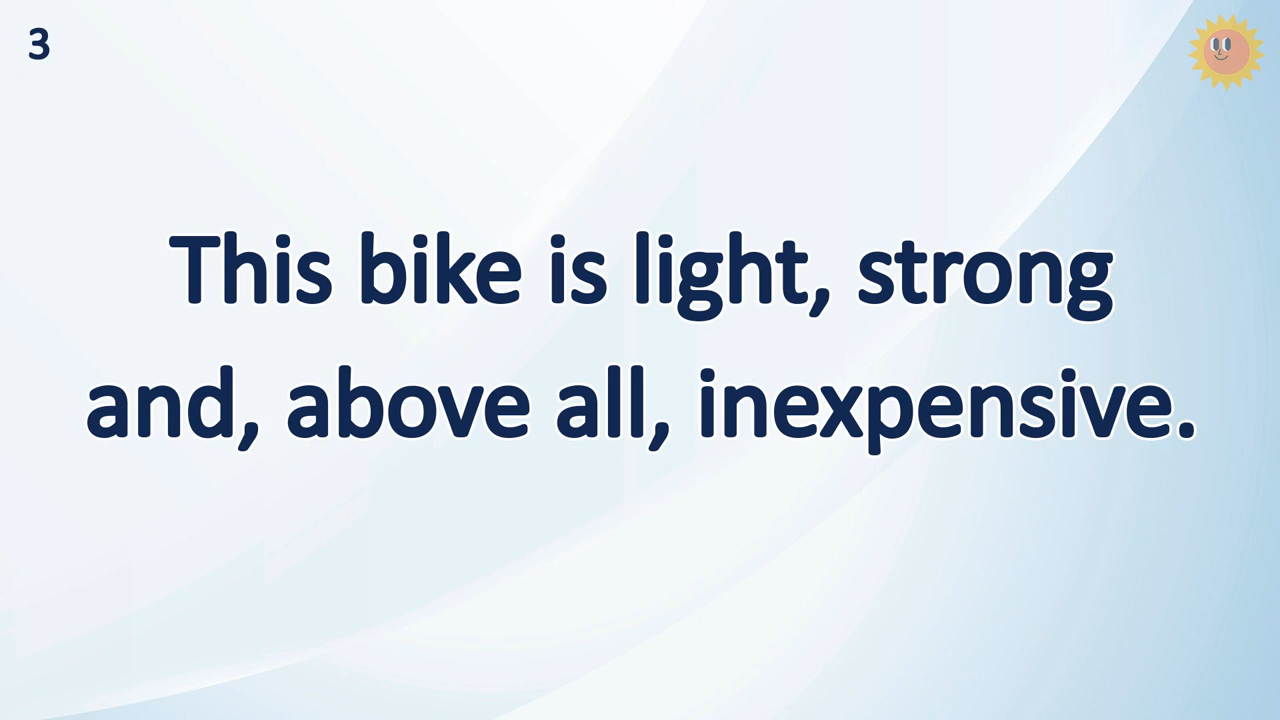 3
This bike is light, strong
and, above all, inexpensive.